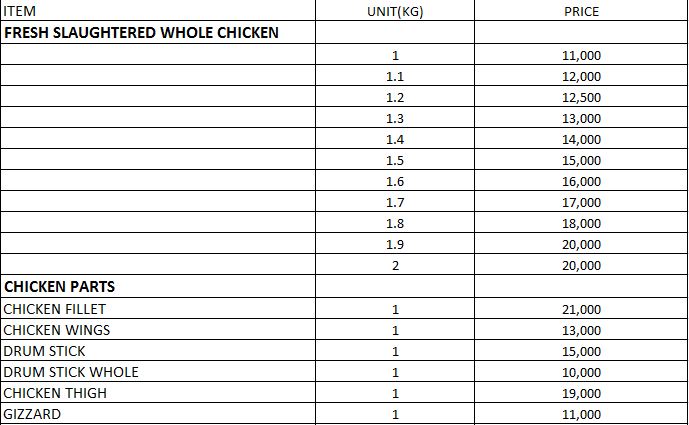 ITEM UNIT(KG) PRICE
FRESH SLAUGHTERED WHOLE CHICKEN
1 11,000
1.1 12,000
1.2 12,500
1.3 13,000
1.4 14,000
1.5 15,000
1.6 16,000
1.7 17,000
1.8 18,000
1.9 20,000
2 20,000
CHICKEN PARTS
CHICKEN FILLET 1 21,000
CHICKEN WINGS 1 13,000
DRUM STICK 1 15,000
DRUM STICK WHOLE 1 10,000
CHICKEN THIGH 1 19,000
GIZZARD 1 11,000